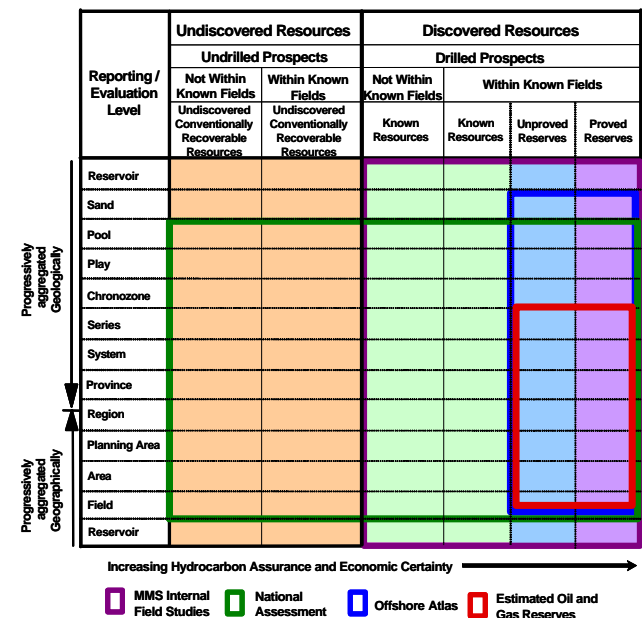 Undiscovered Resources
Discovered Resources
Undrilled Prospects
Drilled Prospects
Reporting /
Evaluation
Level
Not Within
Known Fields
Within Known
Fields
Not Within
Known Fields
Within Known Fields
Undiscovered
Conventionally
Recoverable
Resources
Undiscovered
Conventionally
Recoverable
Resources
Known
Resources
Known
Resources
Unproved
Reserves
Proved
Reserves
Progressively
aggregated
Geologically
Reservoir
Sand
Pool
Play
Chronozone
Series
System
Province
Region
Progressively
aggregated
Geographically
Planning Area
Area
Field
Reservoir
Increasing Hydrocarbon Assurance and Economic Certainty
MMS Internal
Field Studies
National
Assessment
Offshore Atlas
Estimated Oil and
Gas Reserves